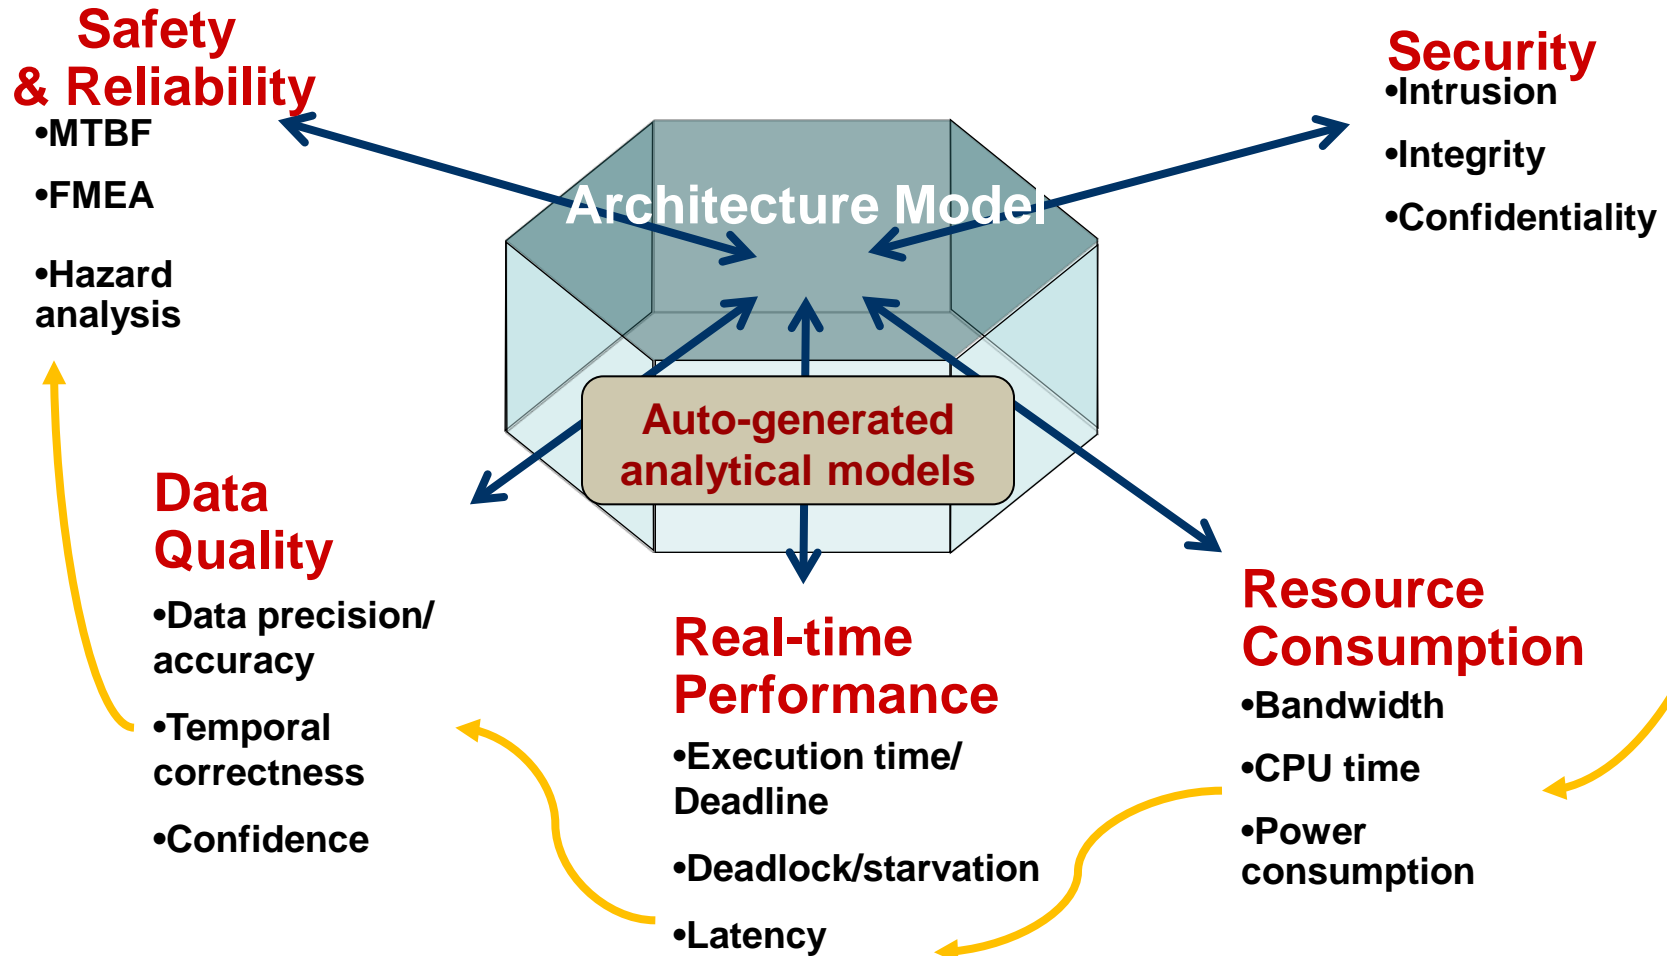 Safety
& Reliability
•MTBF
•FMEA
•Hazard
analysis
Security
•Intrusion
•Integrity
•Confidentiality
Architecture Model
Auto-generated
analytical models
Data
Quality
•Data precision/
accuracy
•Temporal
correctness
•Confidence
Real-time
Performance
•Execution time/
Deadline
•Deadlock/starvation
•Latency
Resource
Consumption
•Bandwidth
•CPU time
•Power
consumption